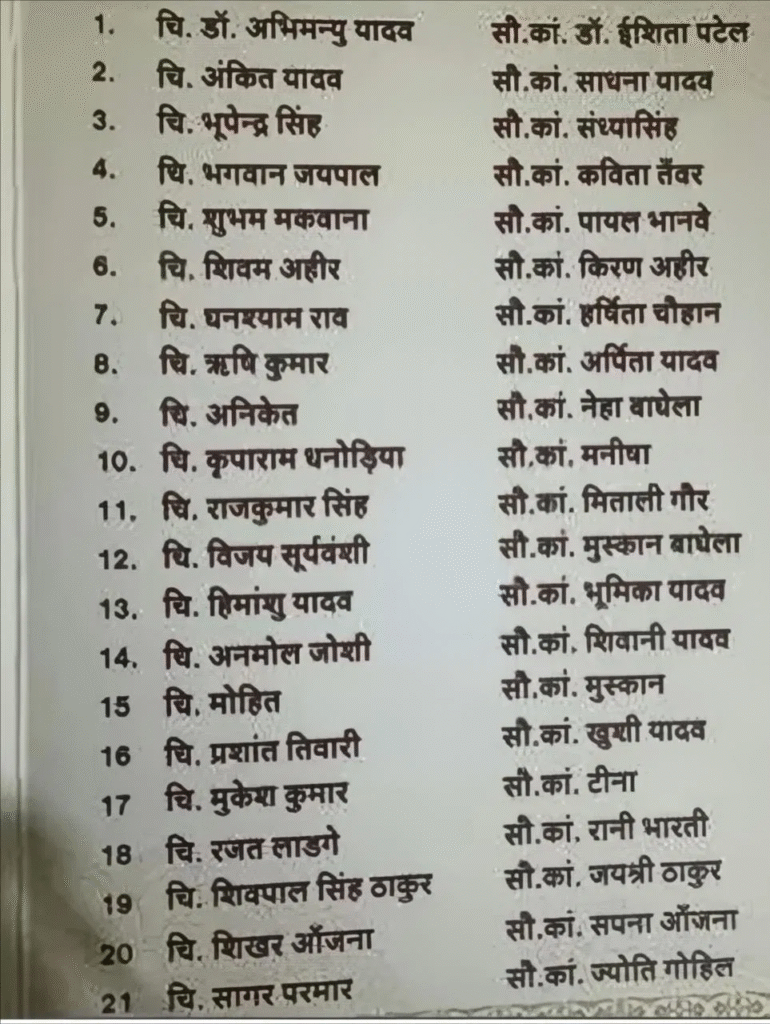 1. चि. डॉ. अभिमन्यु यादव सौ.कां. डॉ. ईशिता पटेल
2. चि. अंकित यादव सौ.कां. साधना यादव
3. चि. भूपेन्द्र सिंह सौ.कां. संध्यासिंह
4. चि. भगवान जयपाल सौ.कां. कविता तँवर
5. चि. शुभम मकवाना सौ.कां. पायल भानवे
6. चि. शिवम अहीर सौ.कां. किरण अहीर
7. चि. घनश्याम राव सौ.कां. हर्षिता चौहान
8. चि. ऋषि कुमार सौ.कां. अर्पिता यादव
9. चि. अनिकेत सौ.कां. नेहा बाघेला
10. चि. कृपाराम धनोड़िया सौ.कां. मनीषा
11. चि. राजकुमार सिंह सौ.कां. मिताली गौर
12. चि. विजय सूर्यवंशी सौ.कां. मुस्कान बाघेला
13. चि. हिमांशु यादव सौ.कां. भूमिका यादव
14. चि. अनमोल जोशी सौ.कां. शिवानी यादव
15 चि. मोहित सौ.कां. मुस्कान
16 चि. प्रशांत तिवारी सौ.कां. खुशी यादव
17 चि. मुकेश कुमार सौ.कां. टीना
18 चि. रजत लाडगे सौ.कां. रानी भारती
19 चि. शिवपाल सिंह ठाकुर सौ.कां. जयश्री ठाकुर
20 चि. शिखर आँजना सौ.कां. सपना आँजना
21 चि. सागर परमार सौ.कां. ज्योति गोहिल